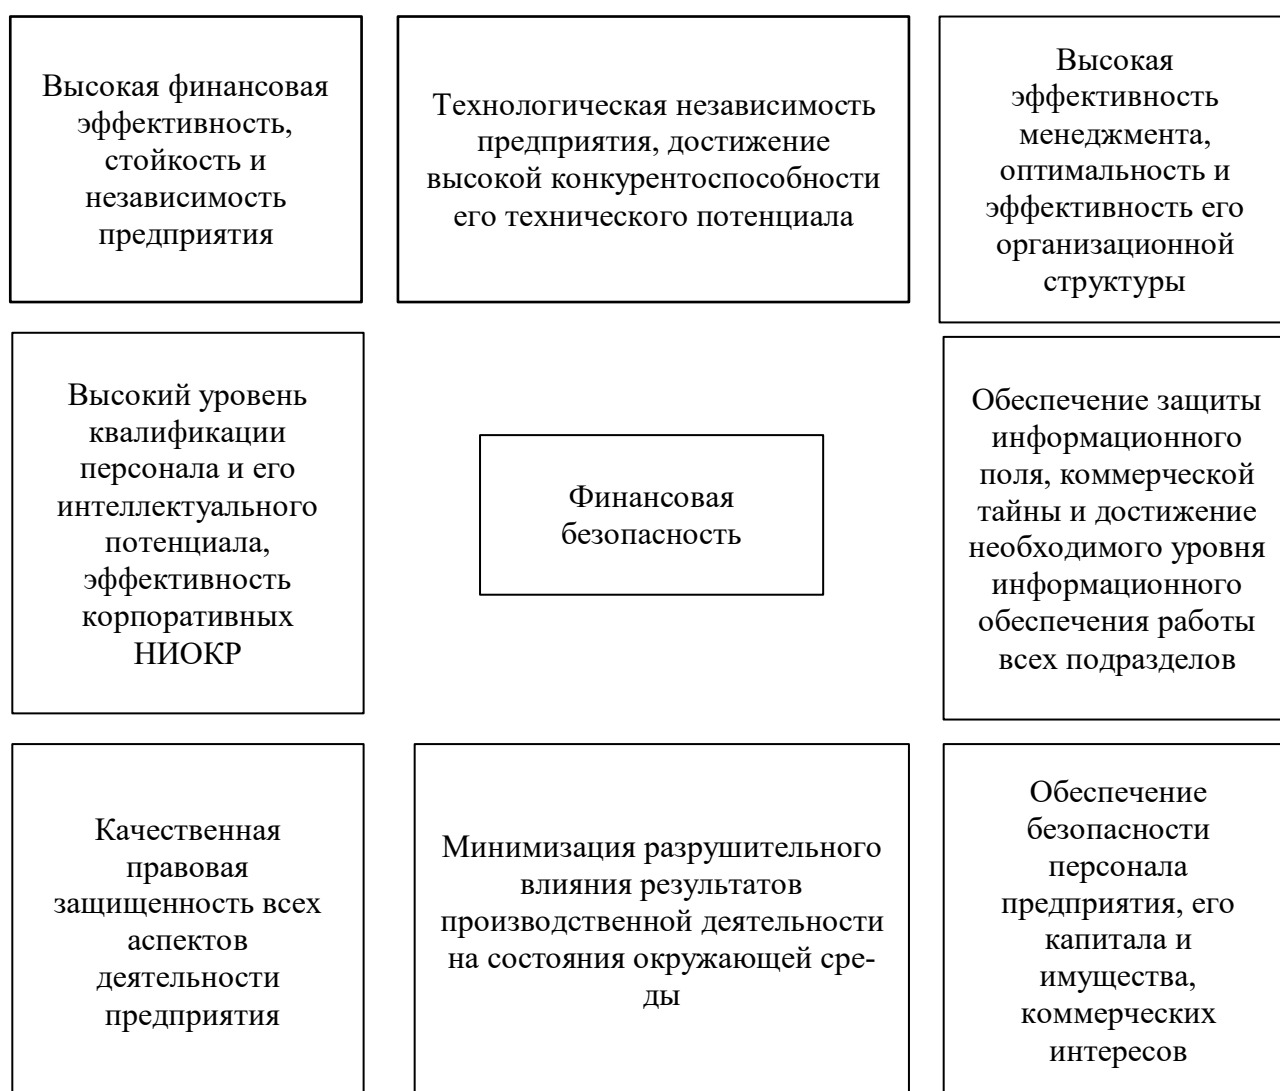 Высокая финансовая
эффективность,
стойкость и
независимость
предприятия
Технологическая независимость
предприятия, достижение
высокой конкурентоспособности
его технического потенциала
Высокая
эффективность
менеджмента,
оптимальность и
эффективность его
организационной
структуры
Высокий уровень
квалификации
персонала и его
интеллектуального
потенциала,
эффективность
корпоративных
НИОКР
Финансовая
безопасность
Обеспечение защиты
информационного
поля, коммерческой
тайны и достижение
необходимого уровня
информационного
обеспечения работы
всех подразделов
Качественная
правовая
защищенность всех
аспектов
деятельности
предприятия
Минимизация разрушительного
влияния результатов
производственной деятельности
на состояния окружающей сре-
ды
Обеспечение
безопасности
персонала
предприятия, его
капитала и
имущества,
коммерческих
интересов